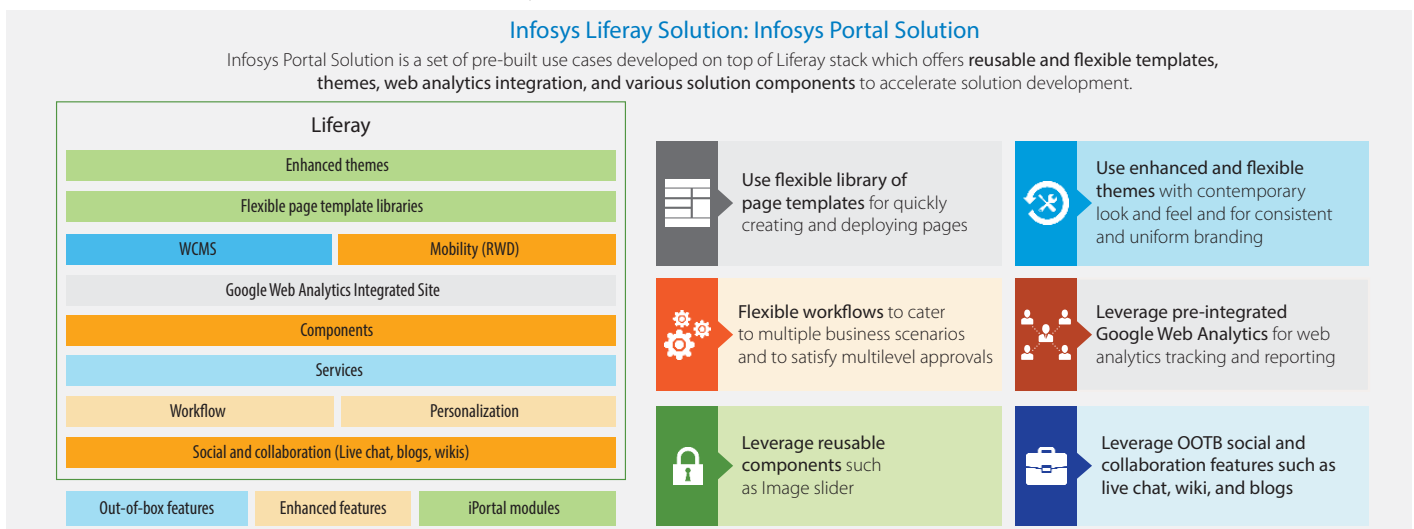 Infosys Liferay Solution: Infosys Portal Solution
Infosys Portal Solution is a set of pre-built use cases developed on top of Liferay stack which offers reusable and flexible templates,
themes, web analytics integration, and various solution components to accelerate solution development.
Liferay
Enhanced themes
Flexible page template libraries
WCMS
Mobility (RWD)
Google Web Analytics Integrated Site
Components
Services
Workflow
Personalization
Social and collaboration (Live chat, blogs, wikis)
Out-of-box features
Enhanced features
iPortal modules
Use flexible library of
page templates for quickly
creating and deploying pages
Use enhanced and flexible
themes with contemporary
look and feel and for consistent
and uniform branding
Flexible workflows to cater
to multiple business scenarios
and to satisfy multilevel approvals
Leverage pre-integrated
Google Web Analytics for web
analytics tracking and reporting
Leverage reusable
components such
as Image slider
Leverage OOTB social and
collaboration features such as
live chat, wiki, and blogs